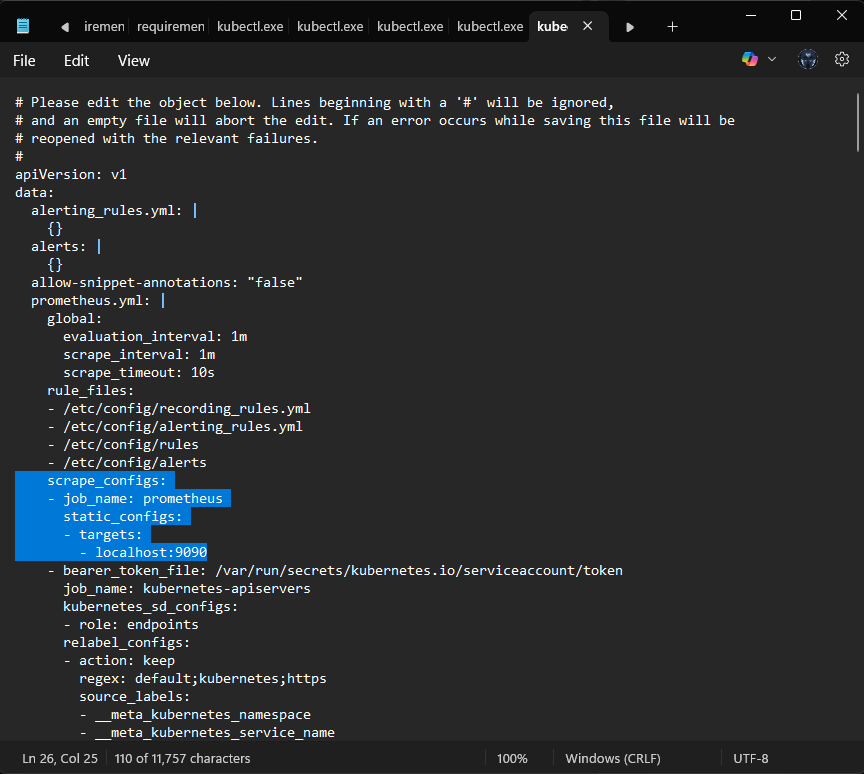 iremen requiremen kubectl.exe kubectl.exe kubectl.exe kubectl.exe kube
File Edit View
# Please edit the object below. Lines beginning with a '#' will be ignored,
# and an empty file will abort the edit. If an error occurs while saving this file will be
# reopened with the relevant failures.
#
apiVersion: v1
data:
  alerting_rules.yml: |
    {}
  alerts: |
    {}
  allow-snippet-annotations: "false"
  prometheus.yml: |
    global:
      evaluation_interval: 1m
      scrape_interval: 1m
      scrape_timeout: 10s
    rule_files:
    - /etc/config/recording_rules.yml
    - /etc/config/alerting_rules.yml
    - /etc/config/rules
    - /etc/config/alerts
    scrape_configs:
    - job_name: prometheus
      static_configs:
      - targets:
        - localhost:9090
    - bearer_token_file: /var/run/secrets/kubernetes.io/serviceaccount/token
      job_name: kubernetes-apiservers
      kubernetes_sd_configs:
      - role: endpoints
      relabel_configs:
      - action: keep
        regex: default;kubernetes;https
        source_labels:
        - __meta_kubernetes_namespace
        - __meta_kubernetes_service_name
Ln 26, Col 25 110 of 11,757 characters 100% Windows (CRLF) UTF-8